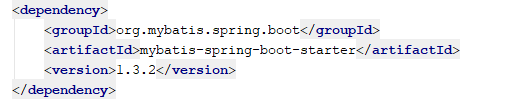 <dependency>
<groupId>org.mybatis.spring.boot</groupId>
<artifactId>mybatis-spring-boot-starter</artifactId>
<version>1.3.2</version>
</dependency>